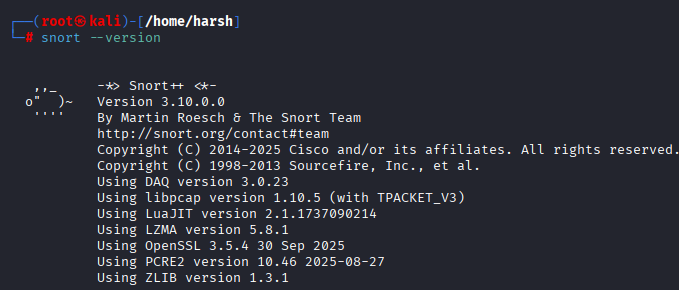 ┌──(root㉿kali)-[/home/harsh]
└─# snort --version
,,_ -*> Snort++ <*-
o" )~ Version 3.10.0.0
'''' By Martin Roesch & The Snort Team
http://snort.org/contact#team
Copyright (C) 2014-2025 Cisco and/or its affiliates. All rights reserved.
Copyright (C) 1998-2013 Sourcefire, Inc., et al.
Using DAQ version 3.0.23
Using libpcap version 1.10.5 (with TPACKET_V3)
Using LuaJIT version 2.1.1737090214
Using LZMA version 5.8.1
Using OpenSSL 3.5.4 30 Sep 2025
Using PCRE2 version 10.46 2025-08-27
Using ZLIB version 1.3.1